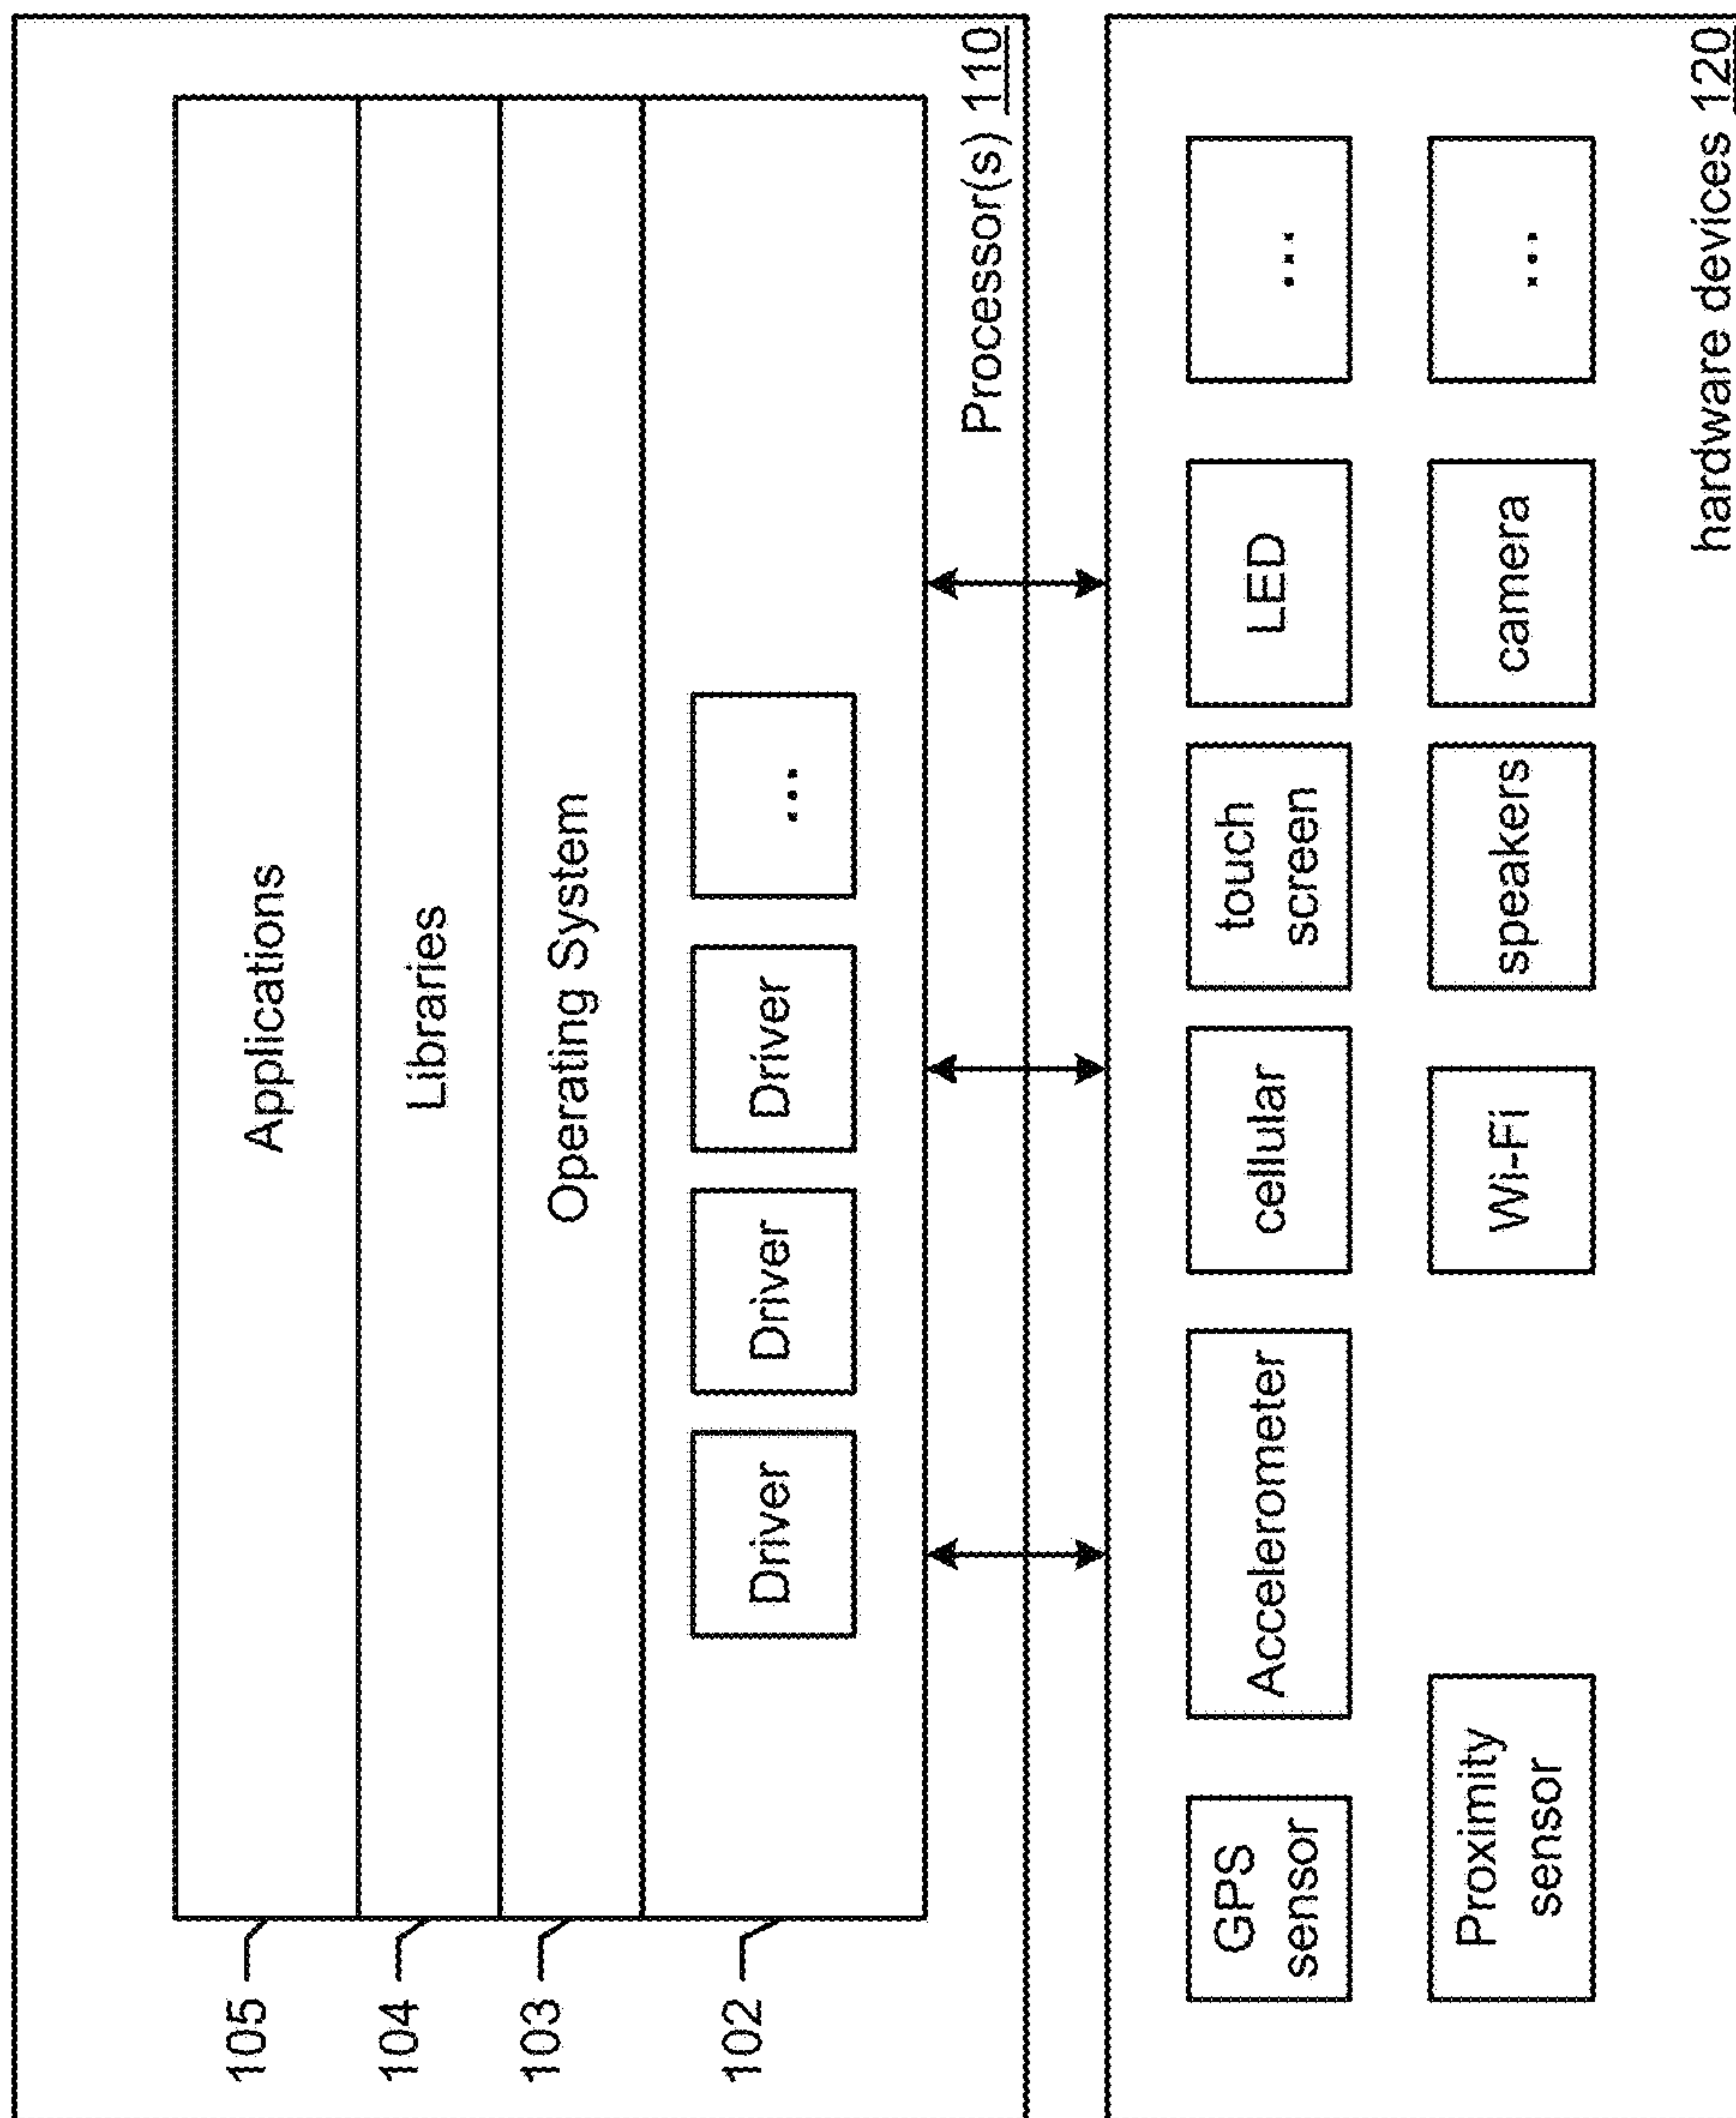 105
Applications
104
Libraries
103
Operating System
102
Driver
Driver
Driver
...
Processor(s) 110
GPS
sensor
Accelerometer
cellular
touch
screen
LED
...
Proximity
sensor
Wi-Fi
speakers
camera
...
hardware devices 120